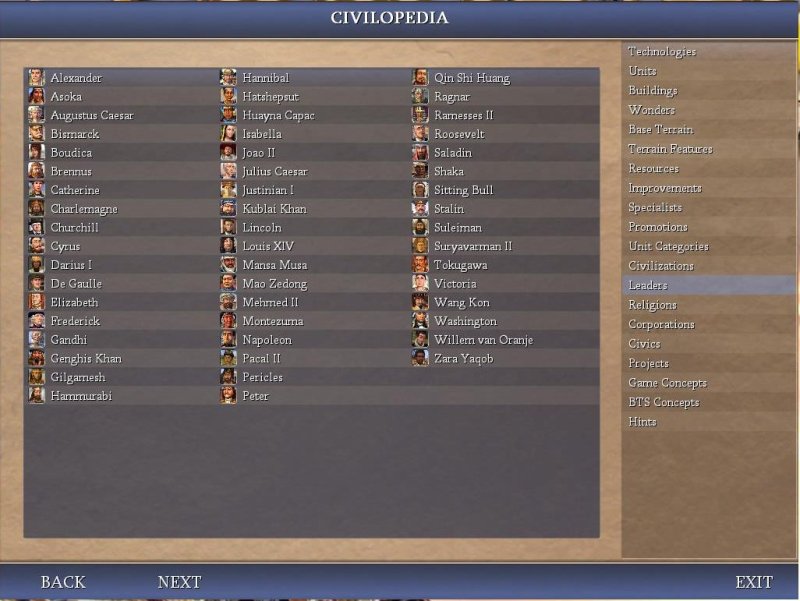 CIVILOPEDIA
Alexander
Asoka
Augustus Caesar
Bismarck
Boudica
Brennus
Catherine
Charlemagne
Churchill
Cyrus
Darius I
De Gaulle
Elizabeth
Frederick
Gandhi
Genghis Khan
Gilgamesh
Hammurabi
Hannibal
Hatshepsut
Huayna Capac
Isabella
Joao II
Julius Caesar
Justinian I
Kublai Khan
Lincoln
Louis XIV
Mansa Musa
Mao Zedong
Mehmed II
Montezuma
Napoleon
Pacal II
Pericles
Peter
Qin Shi Huang
Ragnar
Ramesses II
Roosevelt
Saladin
Shaka
Sitting Bull
Stalin
Suleiman
Suryavarman II
Tokugawa
Victoria
Wang Kon
Washington
Willem van Oranje
Zara Yaqob
Technologies
Units
Buildings
Wonders
Base Terrain
Terrain Features
Resources
Improvements
Specialists
Promotions
Unit Categories
Civilizations
Leaders
Religions
Corporations
Civics
Projects
Game Concepts
BTS Concepts
Hints
BACK
NEXT
EXIT